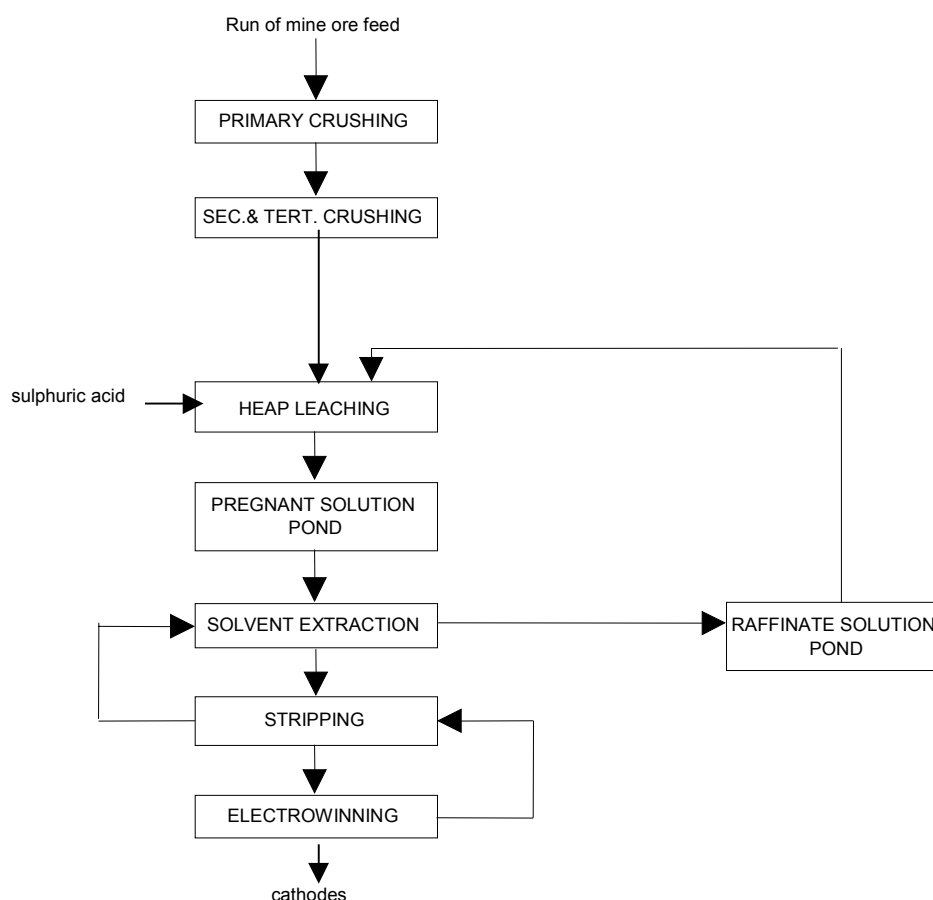 Run of mine ore feed
PRIMARY CRUSHING
SEC.& TERT. CRUSHING
sulphuric acid
HEAP LEACHING
PREGNANT SOLUTION
POND
SOLVENT EXTRACTION
RAFFINATE SOLUTION
POND
STRIPPING
ELECTROWINNING
cathodes